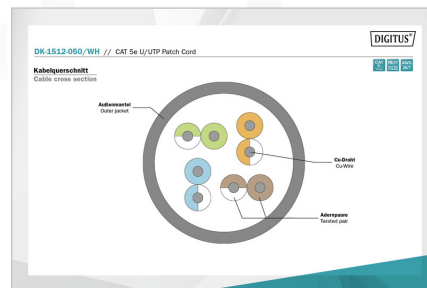 DIGITUS®
DK-1512-050/WH // CAT 5e U/UTP Patch Cord
Kabelquerschnitt
Cable cross section
Außenmantel
Outer jacket
Cu-Draht
Cu-Wire
Adernpaare
Twisted pair